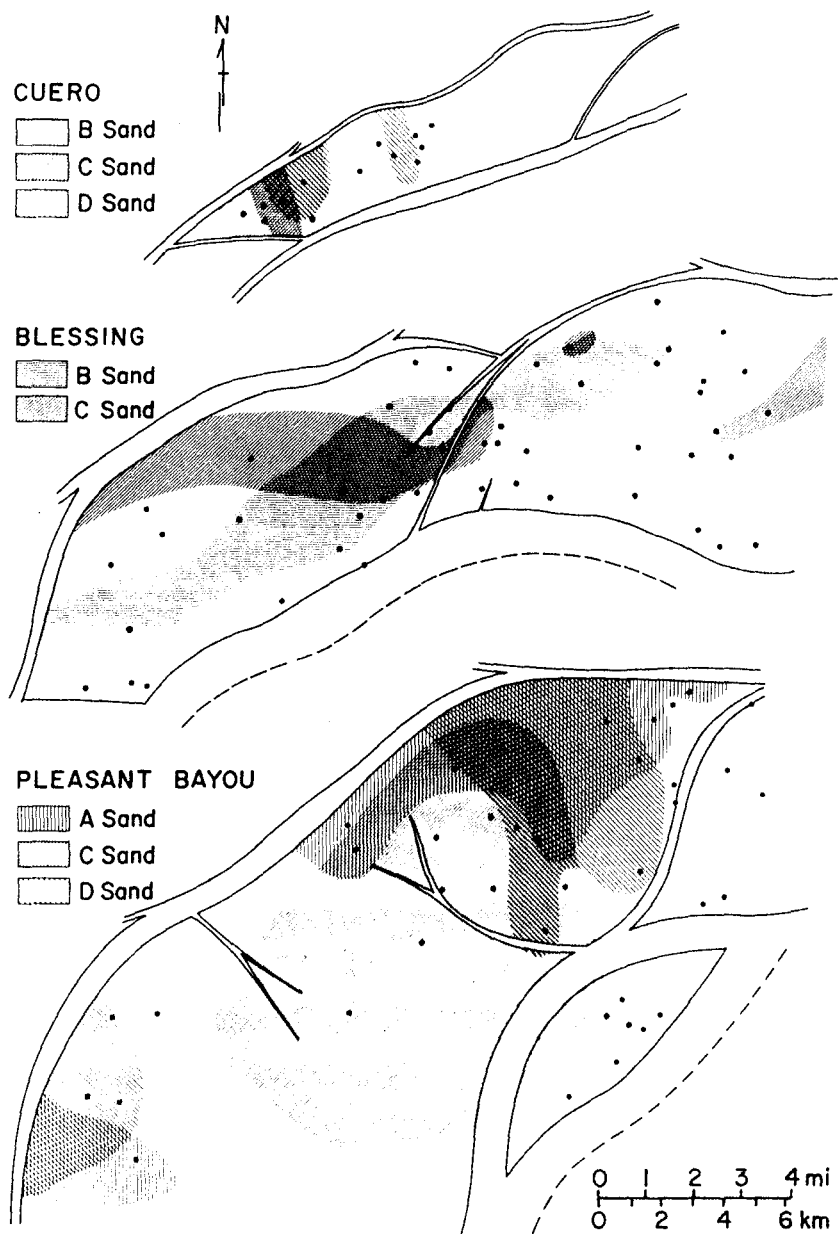 N
CUERO
B Sand
C Sand
D Sand
BLESSING
B Sand
C Sand
PLEASANT BAYOU
A Sand
C Sand
D Sand
0 1 2 3 4 mi
0 2 4 6 km